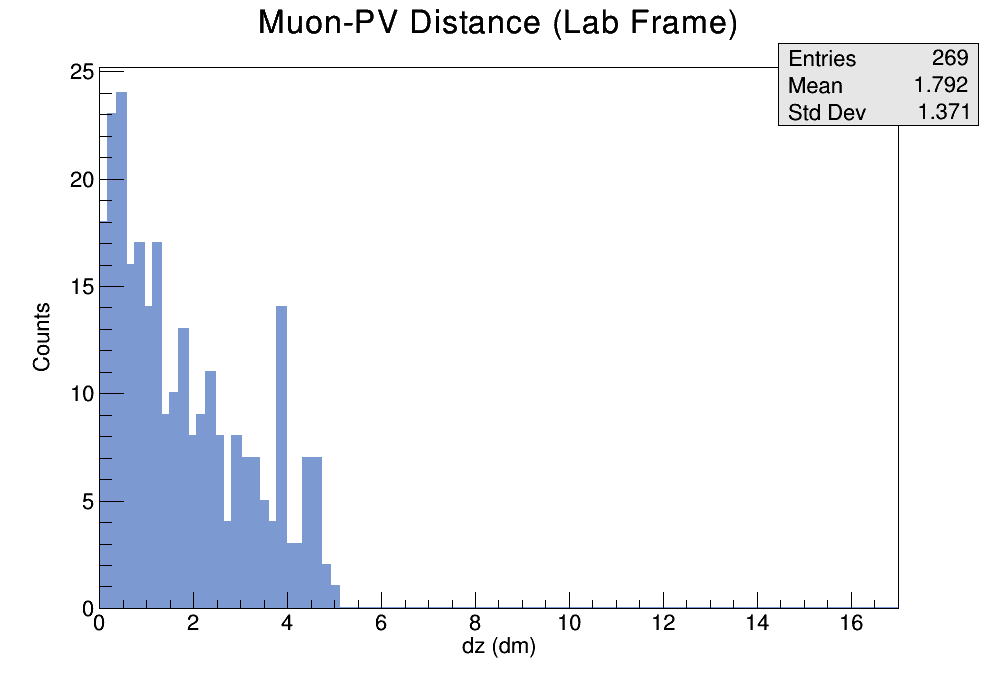 Muon-PV Distance (Lab Frame)
Entries 269
Mean 1.792
Std Dev 1.371
25
20
15
10
5
0
Counts
0 2 4 6 8 10 12 14 16
dz (dm)